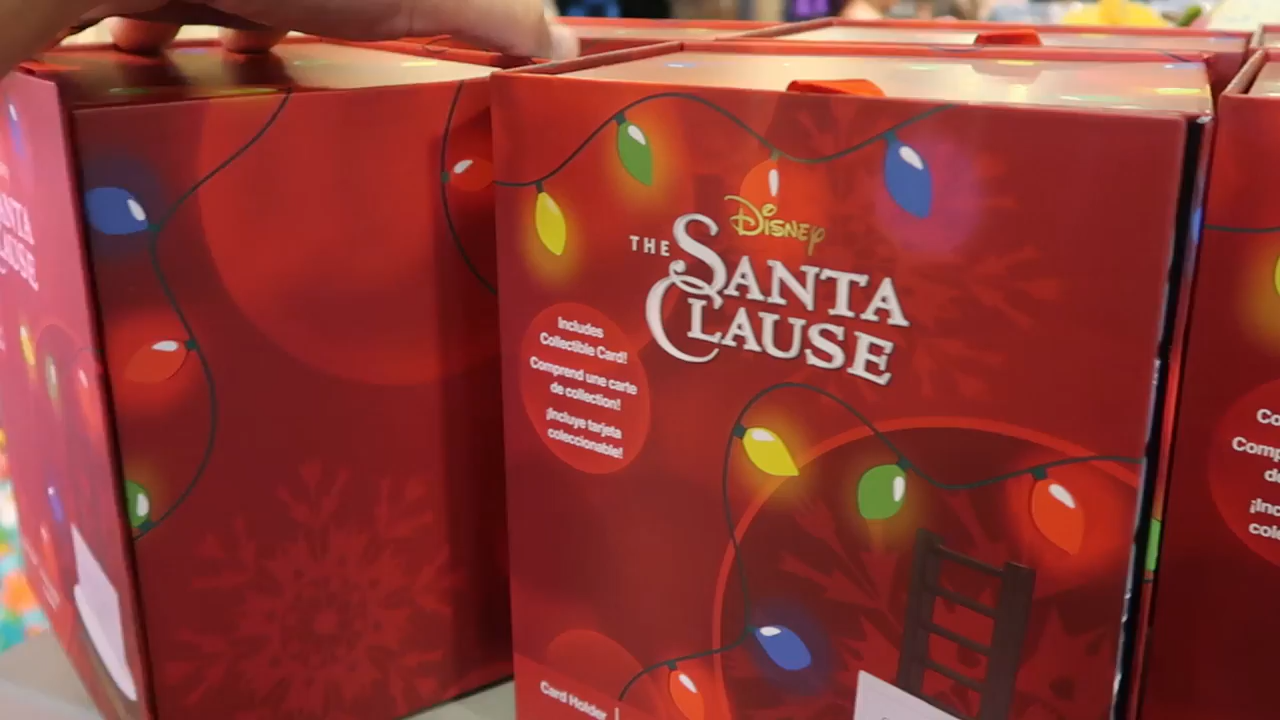 SANTA
CLAUSE
DISNEY
THE SANTA
CLAUSE
Includes
Collectible Card!
Comprend une carte
de collection!
¡Incluye tarjeta
coleccionable!
Card Holder